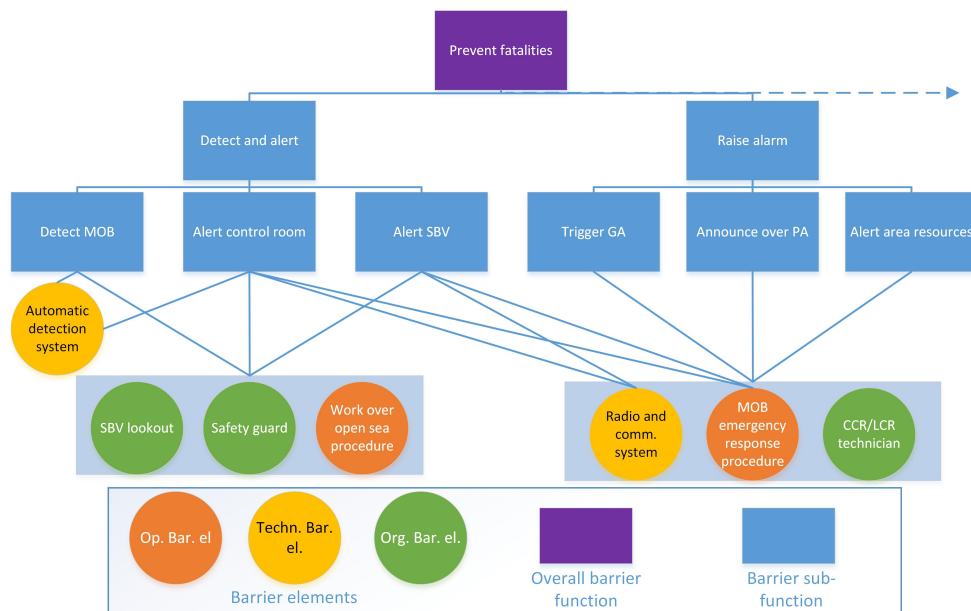 Prevent fatalities
Detect and alert
Raise alarm
Detect MOB
Alert control room
Alert SBV
Trigger GA
Announce over PA
Alert area resources
Automatic
detection
system
SBV lookout
Safety guard
Work over
open sea
procedure
Radio and
comm.
system
MOB
emergency
response
procedure
CCR/LCR
technician
Op. Bar. el
Techn. Bar.
el.
Org. Bar. el.
Barrier elements
Overall barrier
function
Barrier sub-
function